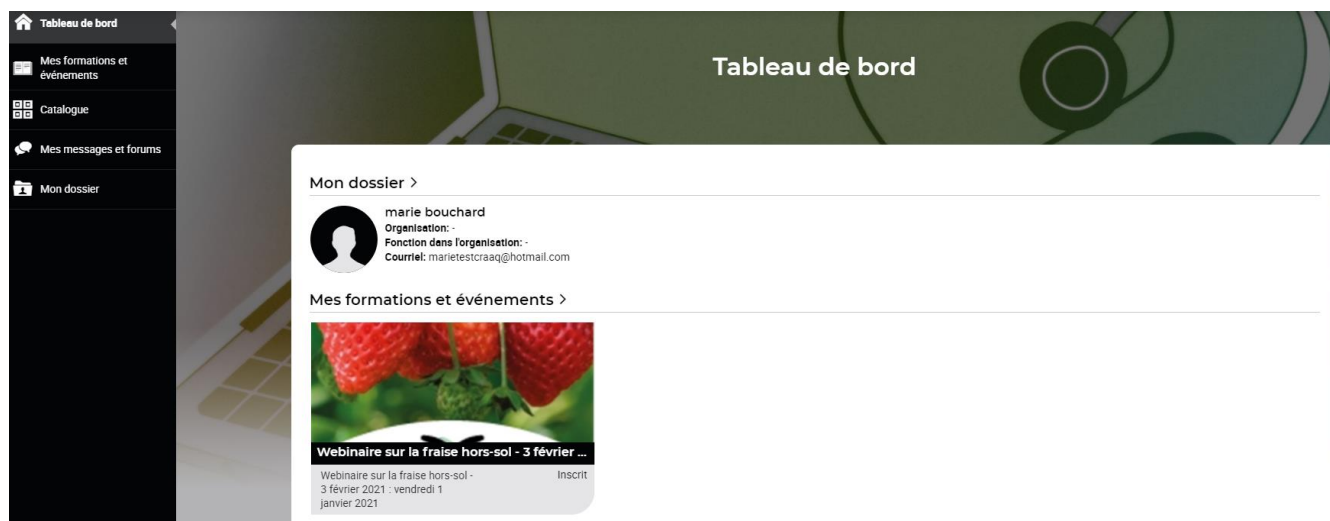 Tableau de bord
Mes formations et
événements
Catalogue
Mes messages et forums
Mon dossier
Tableau de bord
Mon dossier >
marie bouchard
Organisation: -
Fonction dans l'organisation: -
Courriel: marietestcraaq@hotmail.com
Mes formations et événements >
Webinaire sur la fraise hors-sol - 3 février ...
Webinaire sur la fraise hors-sol - Inscrit
3 février 2021 : vendredi 1
janvier 2021